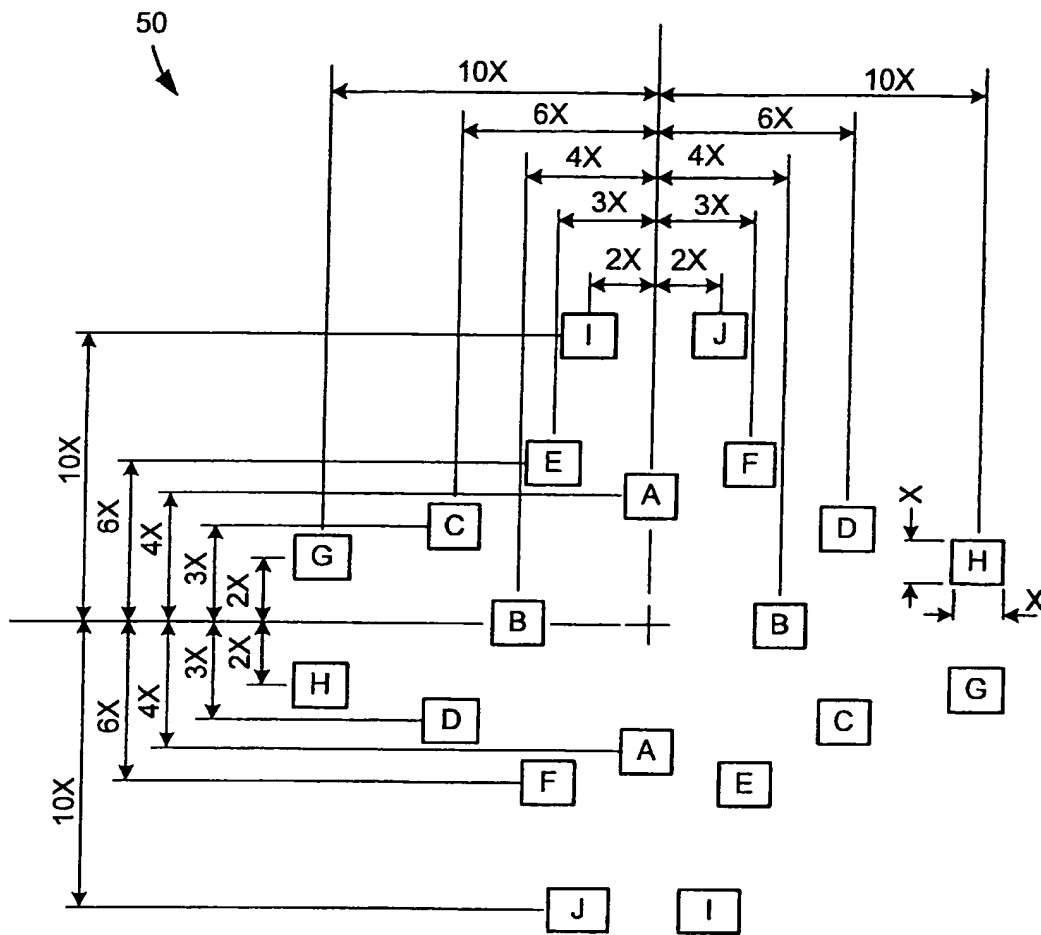 50
10X 10X
6X 6X
4X 4X
3X 3X
2X 2X
I J
10X
E F
6X
A
4X
C D
X
3X
G H
2X
X
B B
2X
3X
H G
4X
6X
D C
A
10X
F E
J I